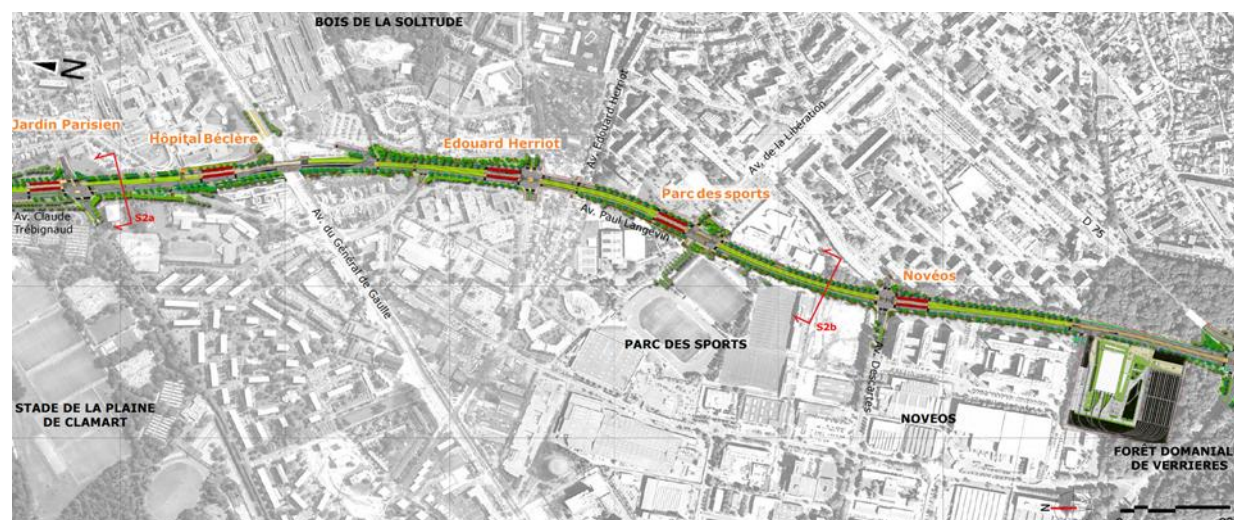 BOIS DE LA SOLITUDE
N
Jardin Parisien
Hôpital Béclère
Edouard Herriot
Av. Edouard Herriot
Av. de la Libération
Parc des sports
S2a
Av. Claude
Trébignaud
Av. Paul Langevin
D 75
Av. du Général de Gaulle
Novéos
S2b
PARC DES SPORTS
Av. Descartes
STADE DE LA PLAINE
DE CLAMART
NOVEOS
FORÊT DOMANIAL
DE VERRIERES
N